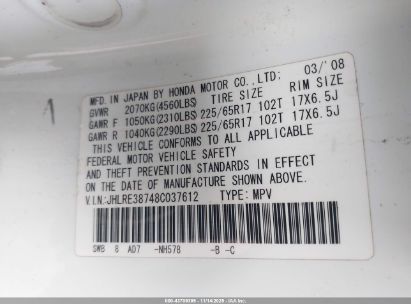 MFD. IN JAPAN BY HONDA MOTOR CO., LTD: 03/'08
GVWR 2070KG(4560LBS) TIRE SIZE RIM SIZE
GAWR F 1050KG(2310LBS) 225/65R17 102T 17X6.5J
GAWR R 1040KG(2290LBS) 225/65R17 102T 17X6.5J
THIS VEHICLE CONFORMS TO ALL APPLICABLE
FEDERAL MOTOR VEHICLE SAFETY
AND THEFT PREVENTION STANDARDS IN EFFECT
ON THE DATE OF MANUFACTURE SHOWN ABOVE.
V.I.N.:JHLRE38748C037612 TYPE: MPV
SWB 8 AD7 -NH578 -B -C